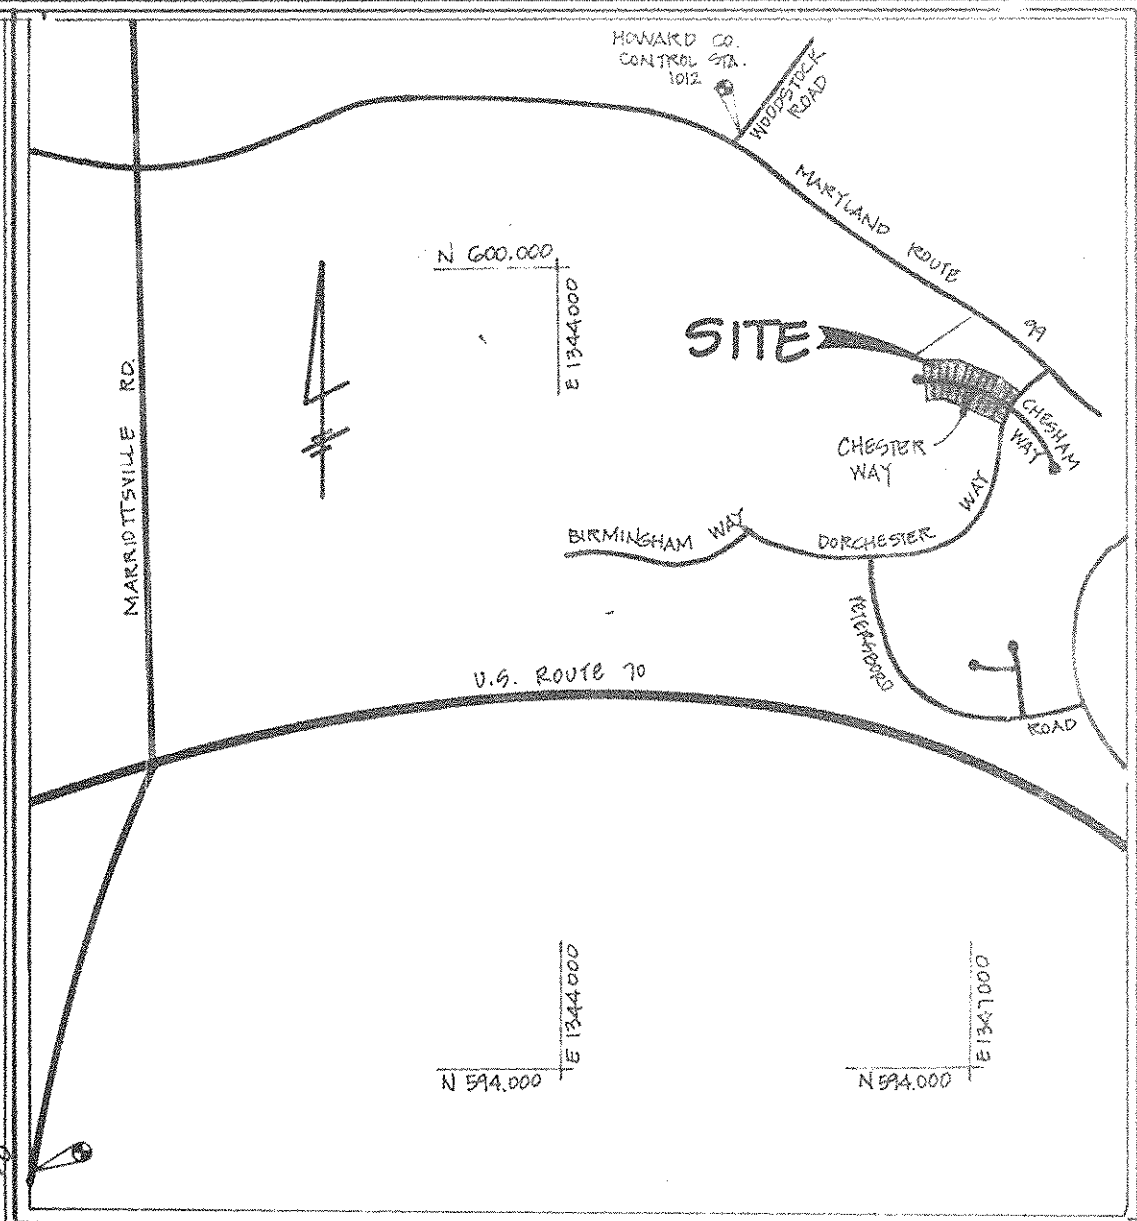 HOWARD CO.
CONTROL STA.
1012
WOODSTOCK
ROAD
MARYLAND ROUTE 99
N 600.000
E 1344000
SITE
CHESHAM
WAY
CHESTER
WAY
MARRIOTTSVILLE RD.
BIRMINGHAM WAY
DORCHESTER WAY
PETERSBORO
ROAD
U.S. ROUTE 70
E 1344000
N 594.000
E 1347000
N 594.000